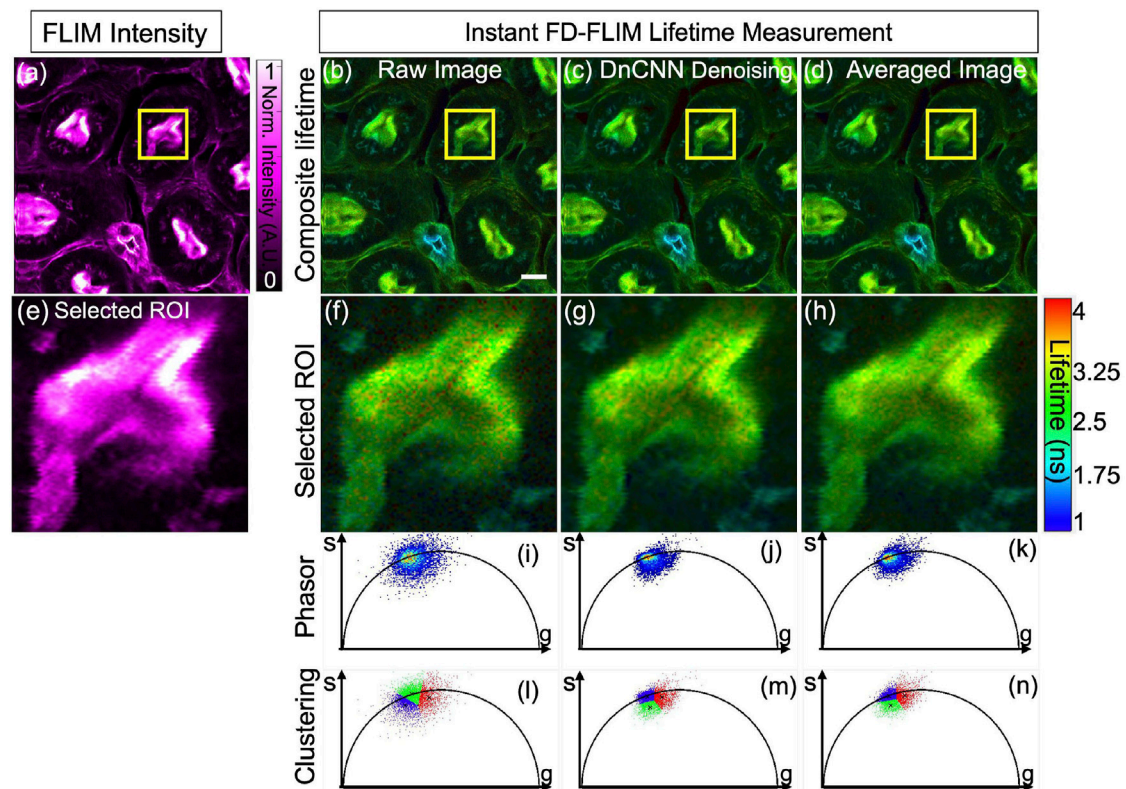 FLIM Intensity
Instant FD-FLIM Lifetime Measurement
(a)
1
Norm. Intensity (A.U
0
Composite lifetime
(b) Raw Image
(c) DnCNN Denoising
(d) Averaged Image
(e) Selected ROI
Selected ROI
(f)
(g)
(h)
4
3.25
2.5
1.75
1
Lifetime (ns)
Phasor
S
(i)
g
S
(j)
g
S
(k)
g
Clustering
S
(l)
g
S
(m)
g
S
(n)
g